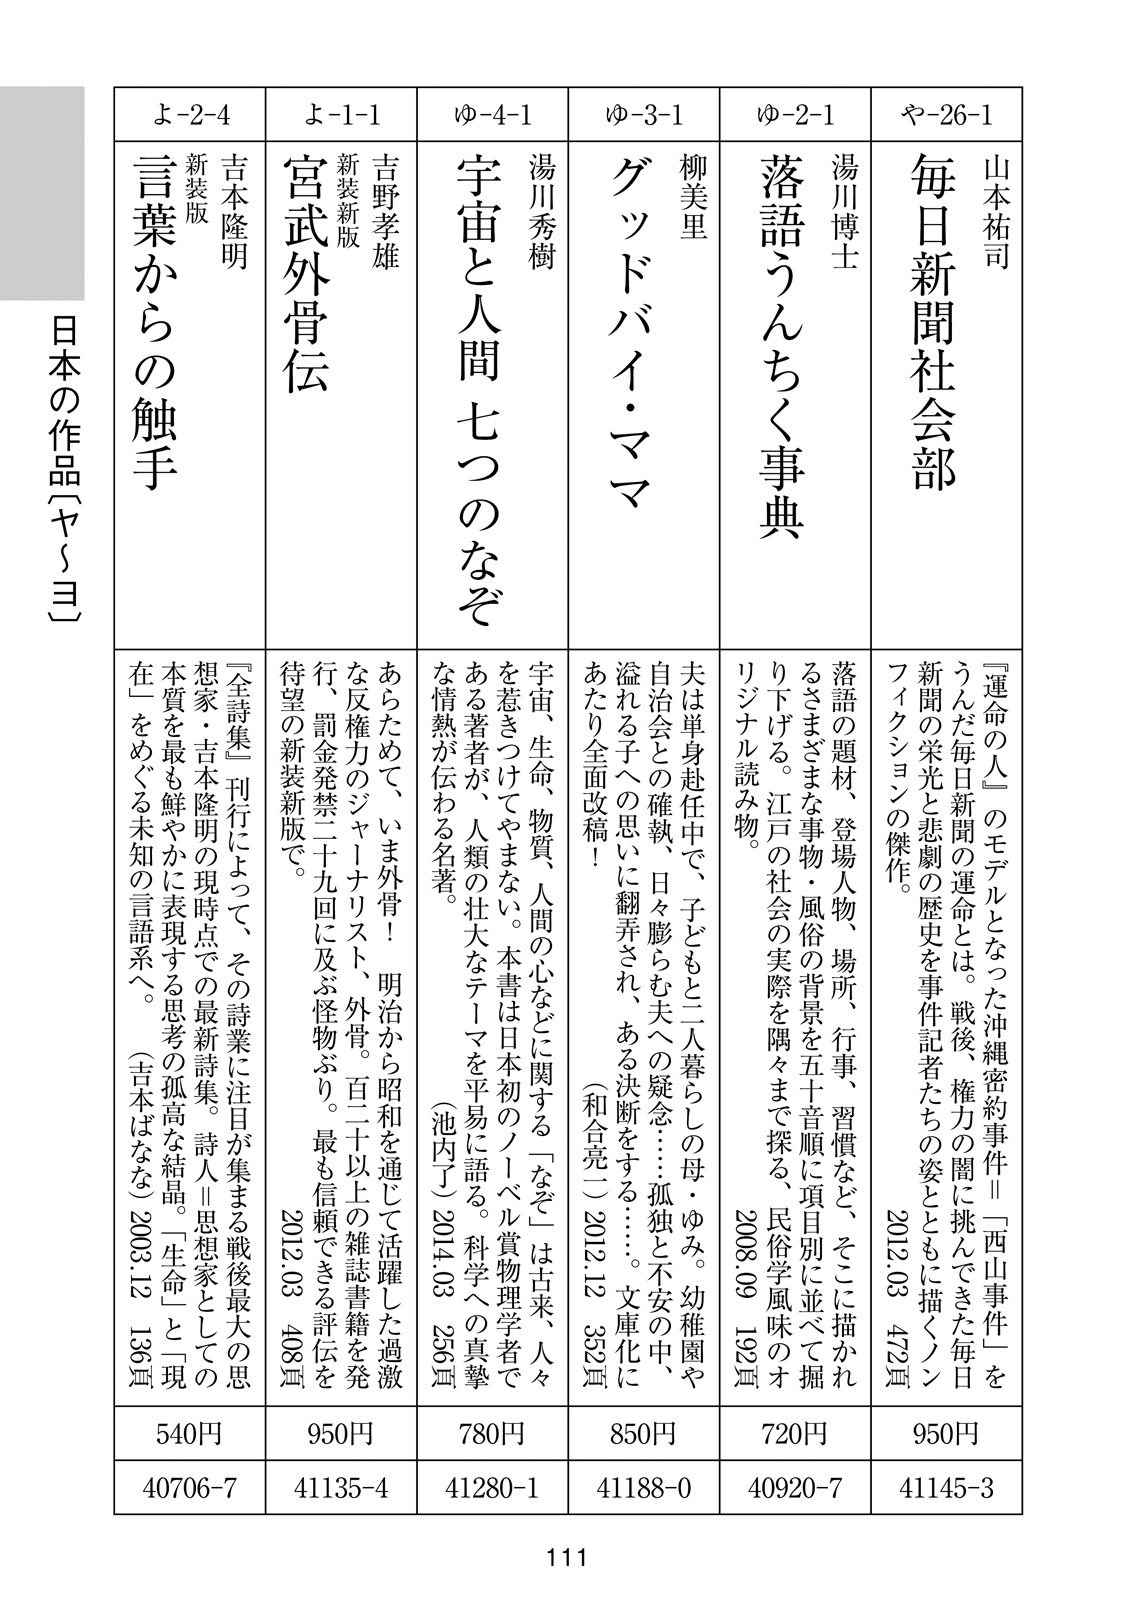 や-26-1
山本祐司
毎日新聞社会部
『運命の人』のモデルとなった沖縄密約事件＝「西山事件」を
うんだ毎日新聞の運命とは。戦後、権力の闇に挑んできた毎日
新聞の栄光と悲劇の歴史を事件記者たちの姿とともに描くノン
フィクションの傑作。 2012.03 472頁
950円
41145-3
ゆ-2-1
湯川博士
落語うんちく事典
落語の題材、登場人物、場所、行事、習慣など、そこに描かれ
るさまざまな事物・風俗の背景を五十音順に項目別に並べて掘
り下げる。江戸の社会の実際を隅々まで探る、民俗学風味のオ
リジナル読み物。 2008.09 192頁
720円
40920-7
ゆ-3-1
柳美里
グッドバイ・ママ
夫は単身赴任中で、子どもと二人暮らしの母・ゆみ。幼稚園や
自治会との確執、日々膨らむ夫への疑念……孤独と不安の中、
溢れる子への思いに翻弄され、ある決断をする……。文庫化に
あたり全面改稿！ （和合亮一）2012.12 352頁
850円
41188-0
ゆ-4-1
湯川秀樹
宇宙と人間 七つのなぞ
宇宙、生命、物質、人間の心などに関する「なぞ」は古来、人々
を惹きつけてやまない。本書は日本初のノーベル賞物理学者で
ある著者が、人類の壮大なテーマを平易に語る。科学への真摯
な情熱が伝わる名著。 （池内了）2014.03 256頁
780円
41280-1
よ-1-1
吉野孝雄
新装新版
宮武外骨伝
あらためて、いま外骨！ 明治から昭和を通じて活躍した過激
な反権力のジャーナリスト、外骨。百二十以上の雑誌書籍を発
行、罰金発禁二十九回に及ぶ怪物ぶり。最も信頼できる評伝を
待望の新装新版で。 2012.03 408頁
950円
41135-4
よ-2-4
吉本隆明
新装版
言葉からの触手
『全詩集』刊行によって、その詩業に注目が集まる戦後最大の思
想家・吉本隆明の現時点での最新詩集。詩人＝思想家としての
本質を最も鮮やかに表現する思考の孤高な結晶。「生命」と「現
在」をめぐる未知の言語系へ。 （吉本ばなな）2003.12 136頁
540円
40706-7
日本の作品〔ヤ～ヨ〕
111